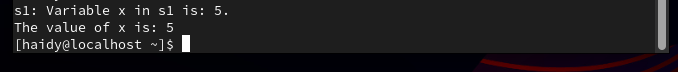 s1: Variable x in s1 is: 5.
The value of x is: 5
[haidy@localhost ~]$